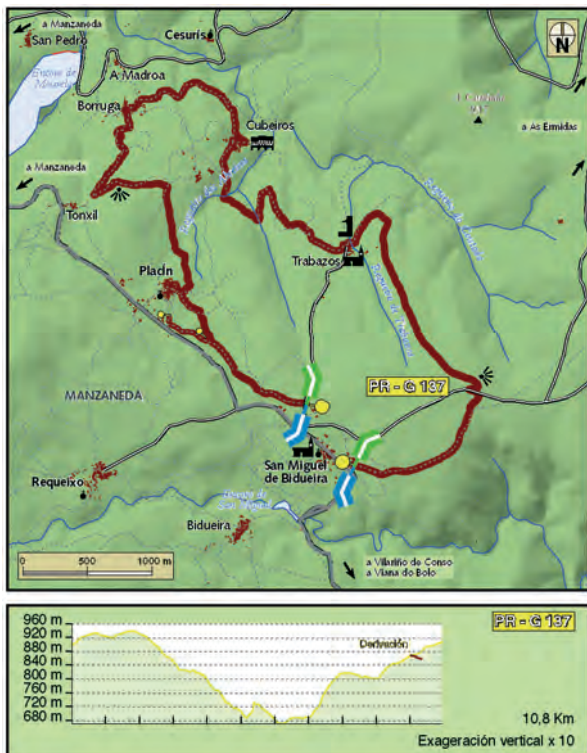 a Manzaneda
San Pedro
Cesurís
A Madroa
N
Borruga
Cubeiros
a As Ermidas
a Manzaneda
Tonxil
Trabazos
Pladín
PR - G 137
MANZANEDA
San Miguel
de Bidueira
Requeixo
Bidueira
0 500 1000 m
a Vilariño de Conso
a Viana do Bolo
960 m
920 m
880 m
840 m
800 m
760 m
720 m
680 m
PR - G 137
Derivación
10,8 Km
Exageración vertical x 10